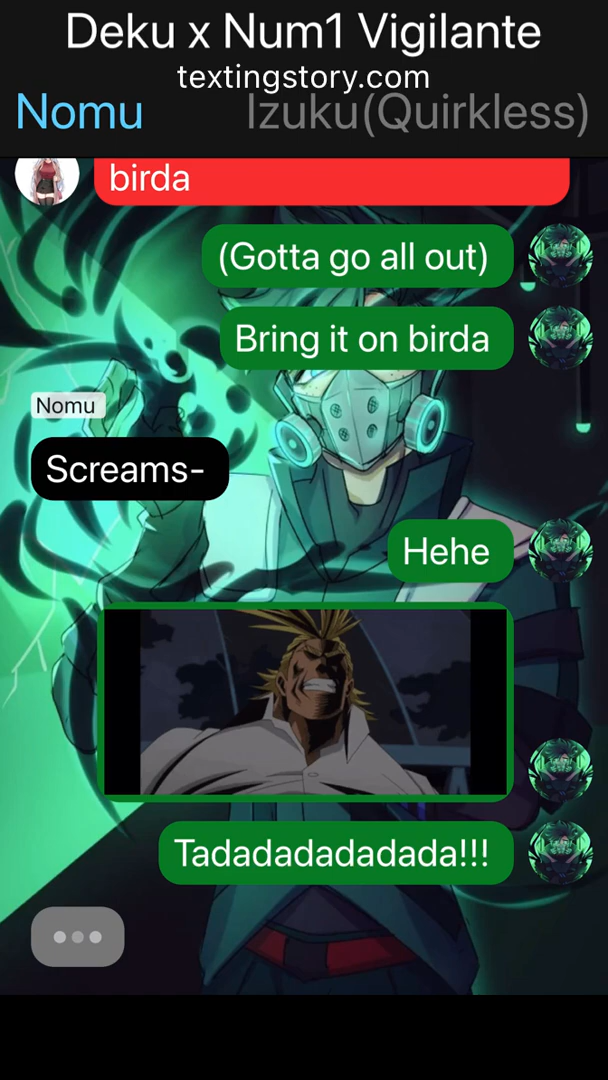 Deku x Num1 Vigilante
textingstory.com
Nomu
Izuku(Quirkless)
birda
(Gotta go all out)
Bring it on birda
Nomu
Screams-
Hehe
Tadadadadadada!!!